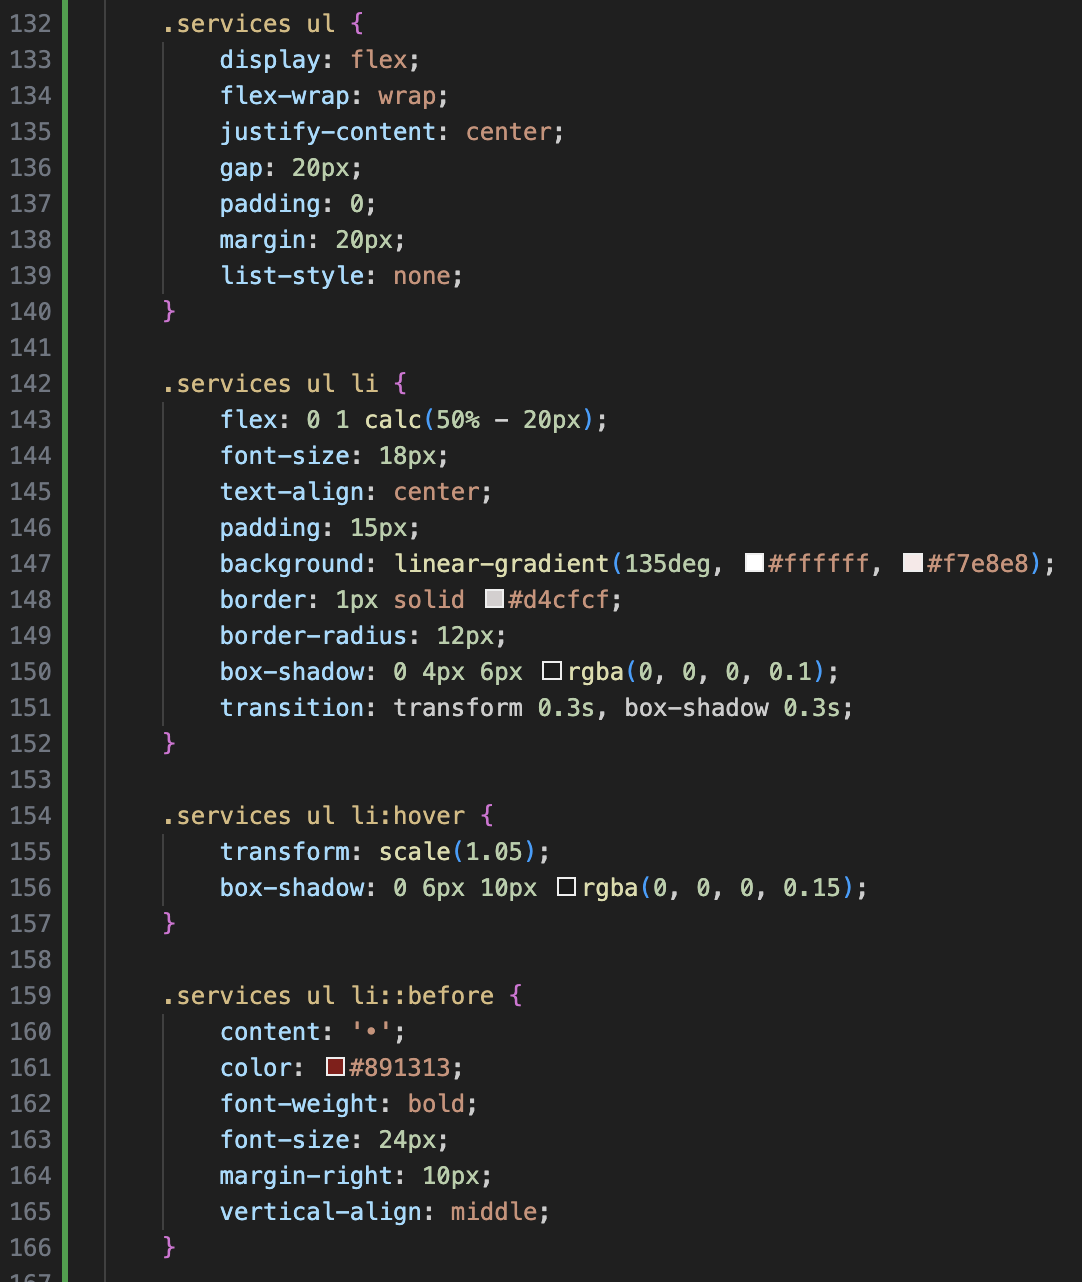 132 .services ul {
133 display: flex;
134 flex-wrap: wrap;
135 justify-content: center;
136 gap: 20px;
137 padding: 0;
138 margin: 20px;
139 list-style: none;
140 }
141
142 .services ul li {
143 flex: 0 1 calc(50% - 20px);
144 font-size: 18px;
145 text-align: center;
146 padding: 15px;
147 background: linear-gradient(135deg, #ffffff, #f7e8e8);
148 border: 1px solid #d4cfcf;
149 border-radius: 12px;
150 box-shadow: 0 4px 6px rgba(0, 0, 0, 0.1);
151 transition: transform 0.3s, box-shadow 0.3s;
152 }
153
154 .services ul li:hover {
155 transform: scale(1.05);
156 box-shadow: 0 6px 10px rgba(0, 0, 0, 0.15);
157 }
158
159 .services ul li::before {
160 content: '•';
161 color: #891313;
162 font-weight: bold;
163 font-size: 24px;
164 margin-right: 10px;
165 vertical-align: middle;
166 }
167